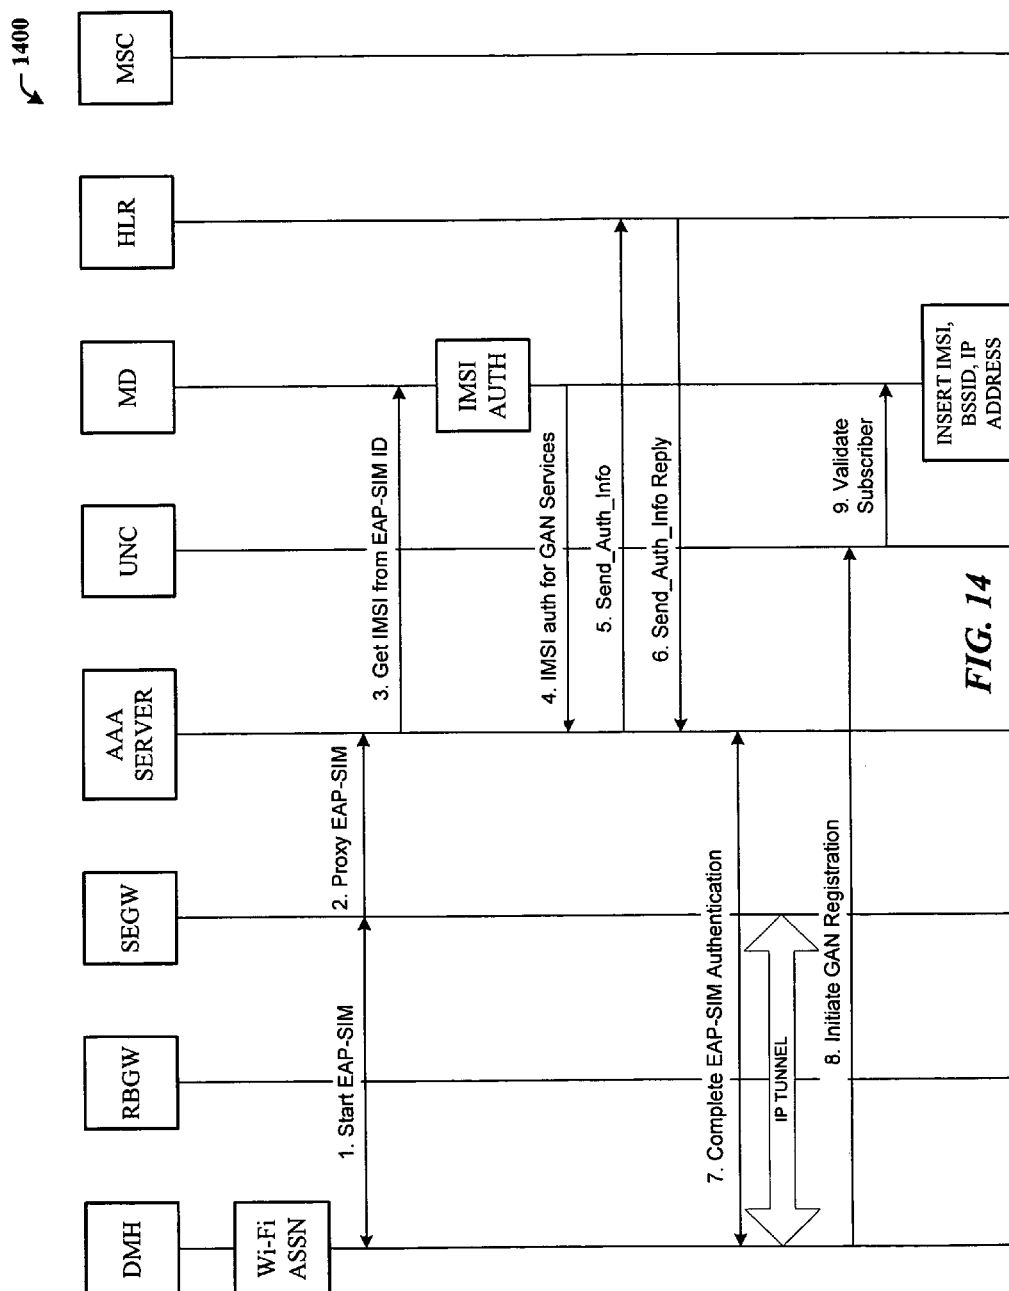 1400
DMH
RBGW
SEGW
AAA
SERVER
UNC
MD
HLR
MSC
Wi-Fi
ASSN
1. Start EAP-SIM
2. Proxy EAP-SIM
3. Get IMSI from EAP-SIM ID
IMSI
AUTH
4. IMSI auth for GAN Services
5. Send_Auth_Info
6. Send_Auth_Info Reply
7. Complete EAP-SIM Authentication
IP TUNNEL
8. Initiate GAN Registration
9. Validate
Subscriber
INSERT IMSI,
BSSID, IP
ADDRESS
FIG. 14